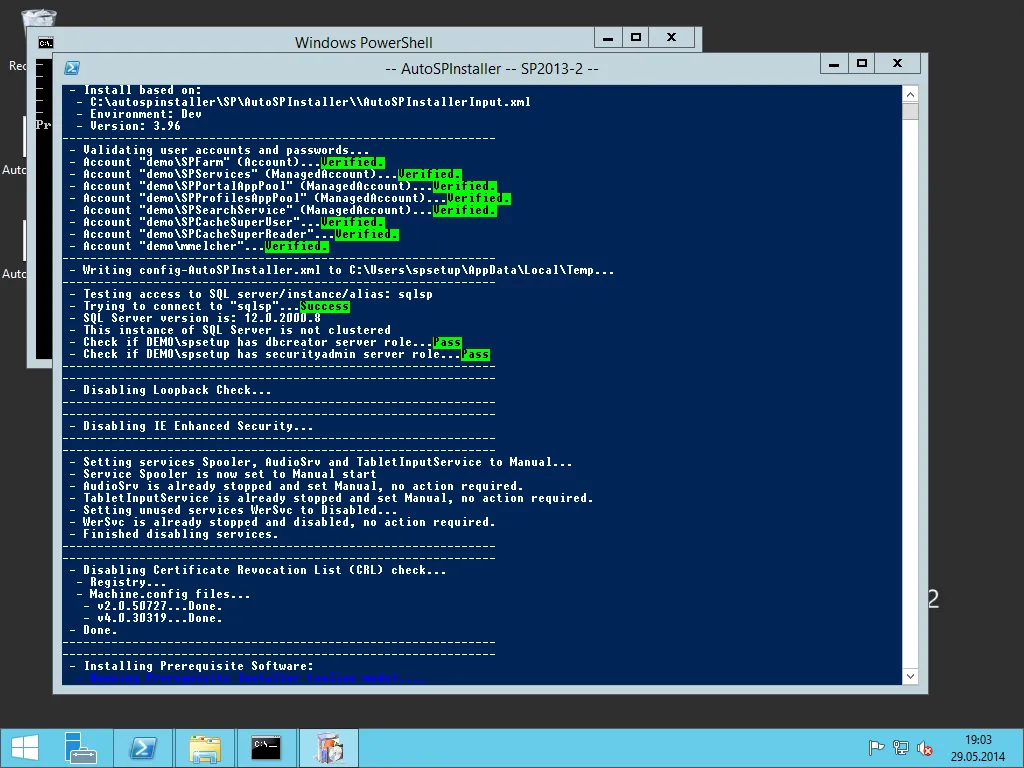 Windows PowerShell
-- AutoSPInstaller -- SP2013-2 --
Rec
Auto
Auto
Pr
- Install based on:
- C:\autospinstaller\SP\AutoSPInstaller\\AutoSPInstallerInput.xml
- Environment: Dev
- Version: 3.96
- Validating user accounts and passwords...
- Account "demo\SPFarm" (Account)...Verified.
- Account "demo\SPServices" (ManagedAccount)...Verified.
- Account "demo\SPPortalAppPool" (ManagedAccount)...Verified.
- Account "demo\SPProfilesAppPool" (ManagedAccount)...Verified.
- Account "demo\SPSearchService" (ManagedAccount)...Verified.
- Account "demo\SPCacheSuperUser"...Verified.
- Account "demo\SPCacheSuperReader"...Verified.
- Account "demo\mmelcher"...Verified.
- Writing config-AutoSPInstaller.xml to C:\Users\spsetup\AppData\Local\Temp...
- Testing access to SQL server/instance/alias: sqlsp
- Trying to connect to "sqlsp"...Success
- SQL Server version is: 12.0.2000.8
- This instance of SQL Server is not clustered
- Check if DEMO\spsetup has dbcreator server role...Pass
- Check if DEMO\spsetup has securityadmin server role...Pass
- Disabling Loopback Check...
- Disabling IE Enhanced Security...
- Setting services Spooler, AudioSrv and TabletInputService to Manual...
- Service Spooler is now set to Manual start
- AudioSrv is already stopped and set Manual, no action required.
- TabletInputService is already stopped and set Manual, no action required.
- Setting unused services WerSvc to Disabled...
- WerSvc is already stopped and disabled, no action required.
- Finished disabling services.
- Disabling Certificate Revocation List (CRL) check...
- Registry...
- Machine.config files...
- v2.0.50727...Done.
- v4.0.30319...Done.
- Done.
- Installing Prerequisite Software:
- Running Prerequisite Installer (online mode)...
2
19:03
29.05.2014